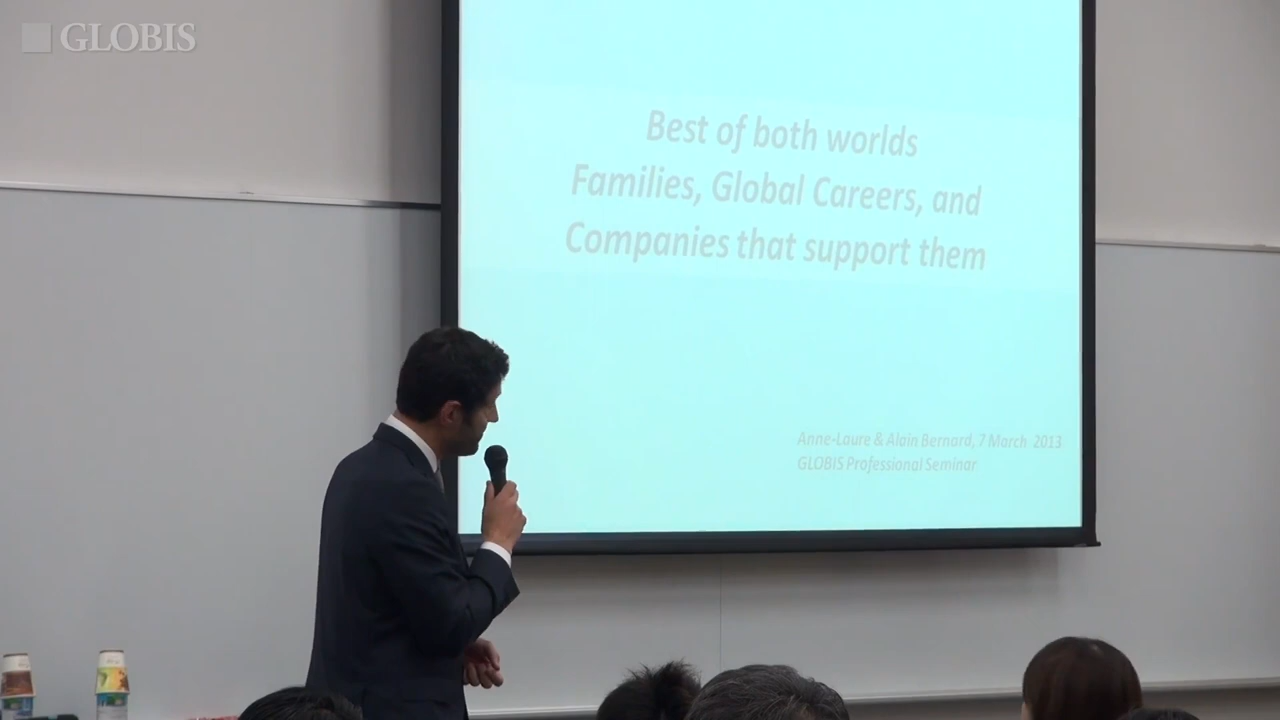 GLOBIS
Best of both worlds
Families, Global Careers, and
Companies that support them
Anne-Laure & Alain Bernard, 7 March 2013
GLOBIS Professional Seminar